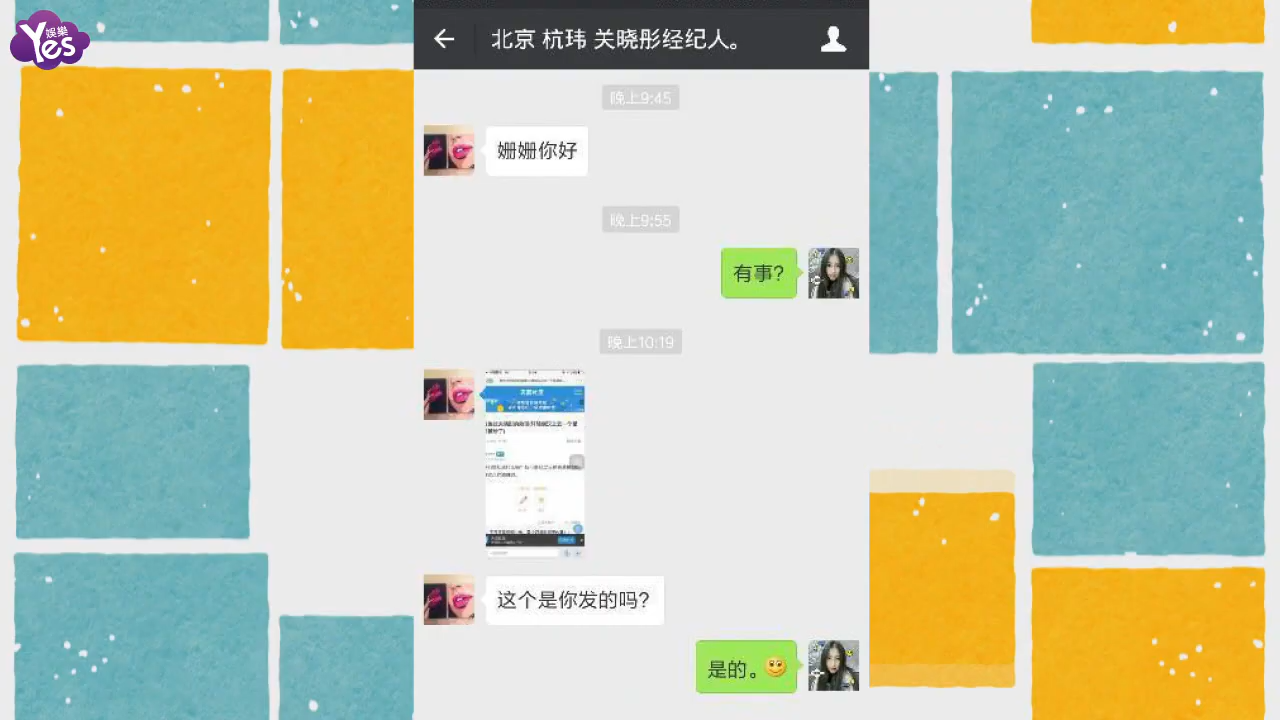 娱樂
Yes
北京 杭玮 关晓彤经纪人。
晚上9:45
姗姗你好
晚上9:55
有事?
晚上10:19
这个是你发的吗?
是的。